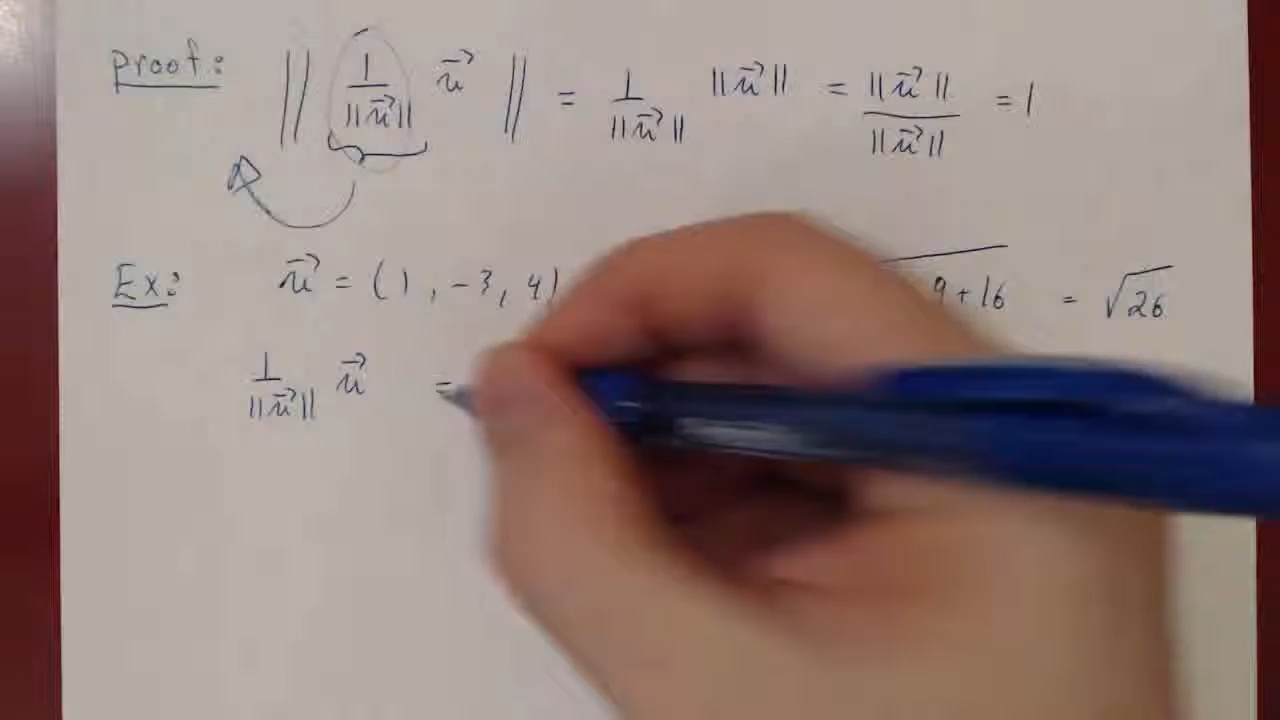 Proof: || 1/||u⃗|| u⃗ || = 1/||u⃗|| ||u⃗|| = ||u⃗||/||u⃗|| = 1
Ex: u⃗ = (1, -3, 4) 9 + 16 = √26
1/||u⃗|| u⃗ =